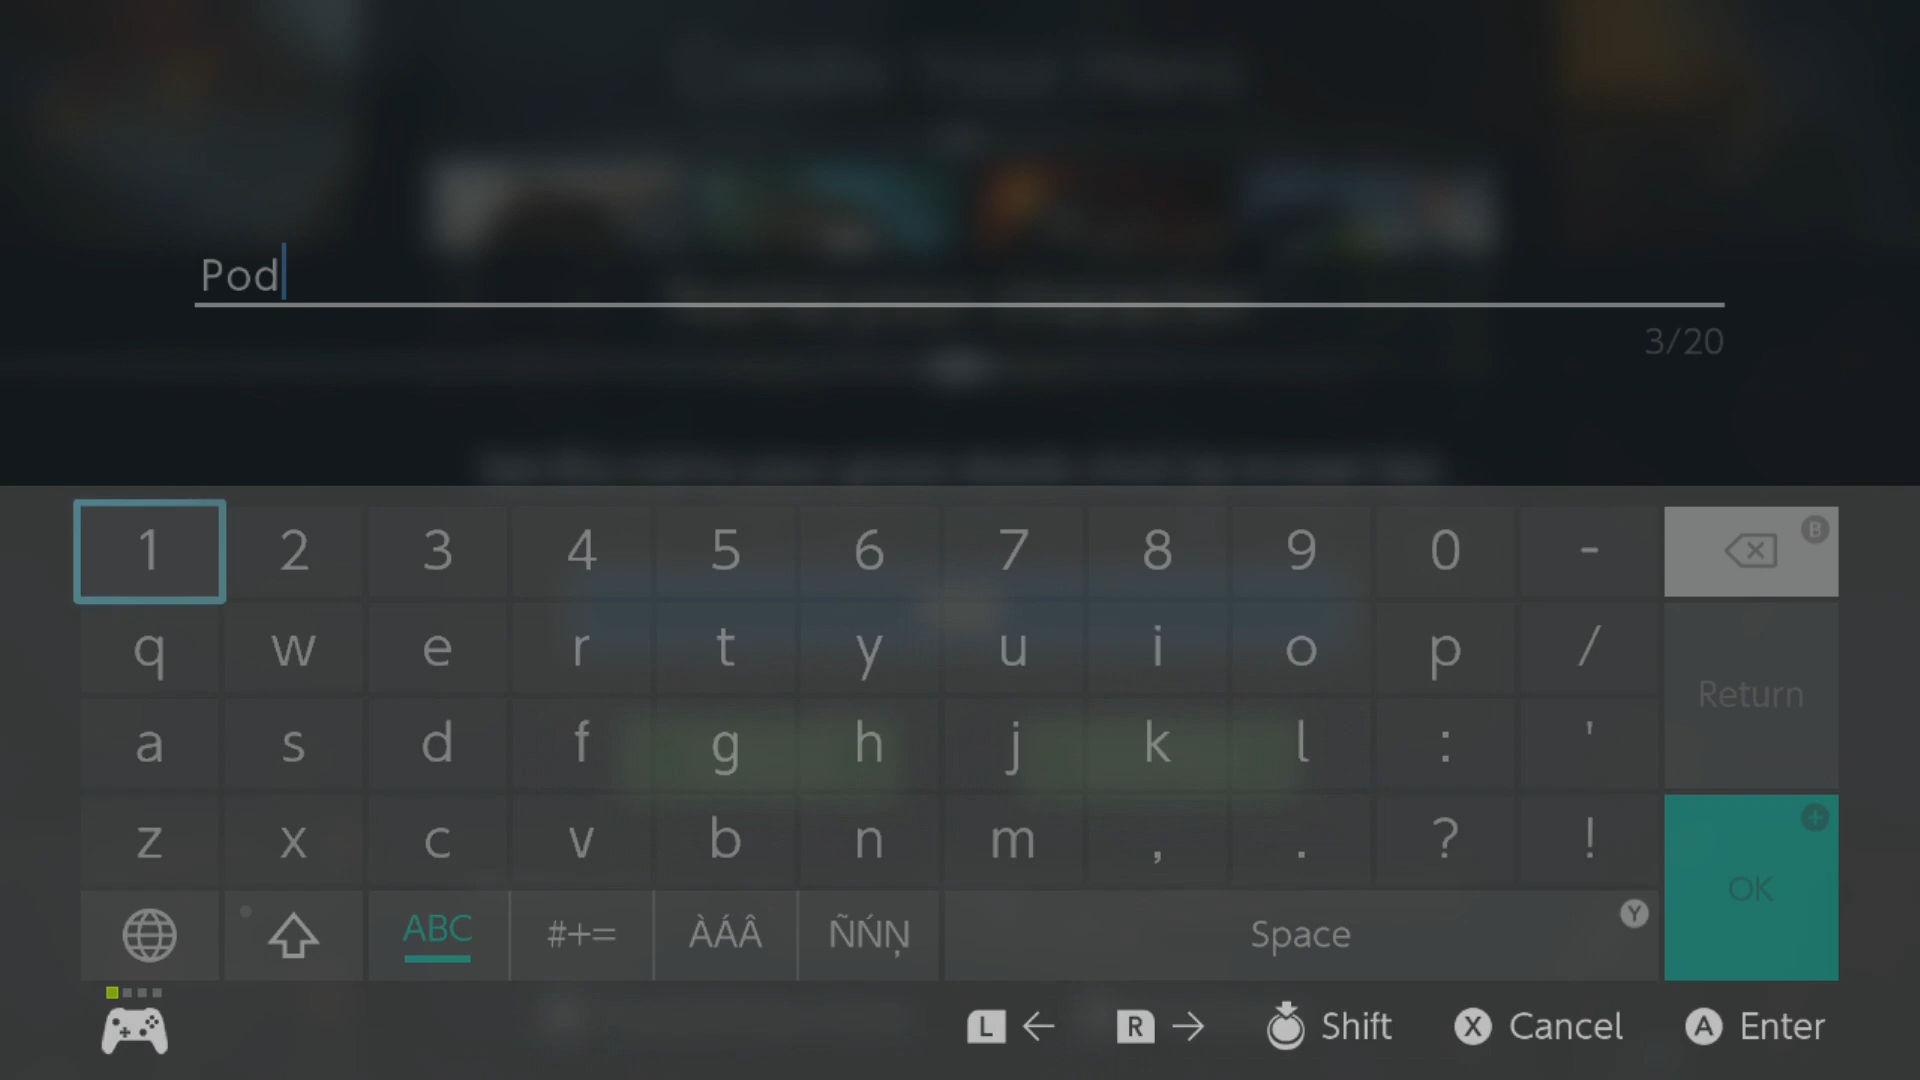 Pod
3/20
1 2 3 4 5 6 7 8 9 0 - B
q w e r t y u i o p /
Return
a s d f g h j k l : '
z x c v b n m , . ? !
OK
ABC #+= ÀÁÂ ÑŃŅ Space Y
L ← R → Shift X Cancel A Enter